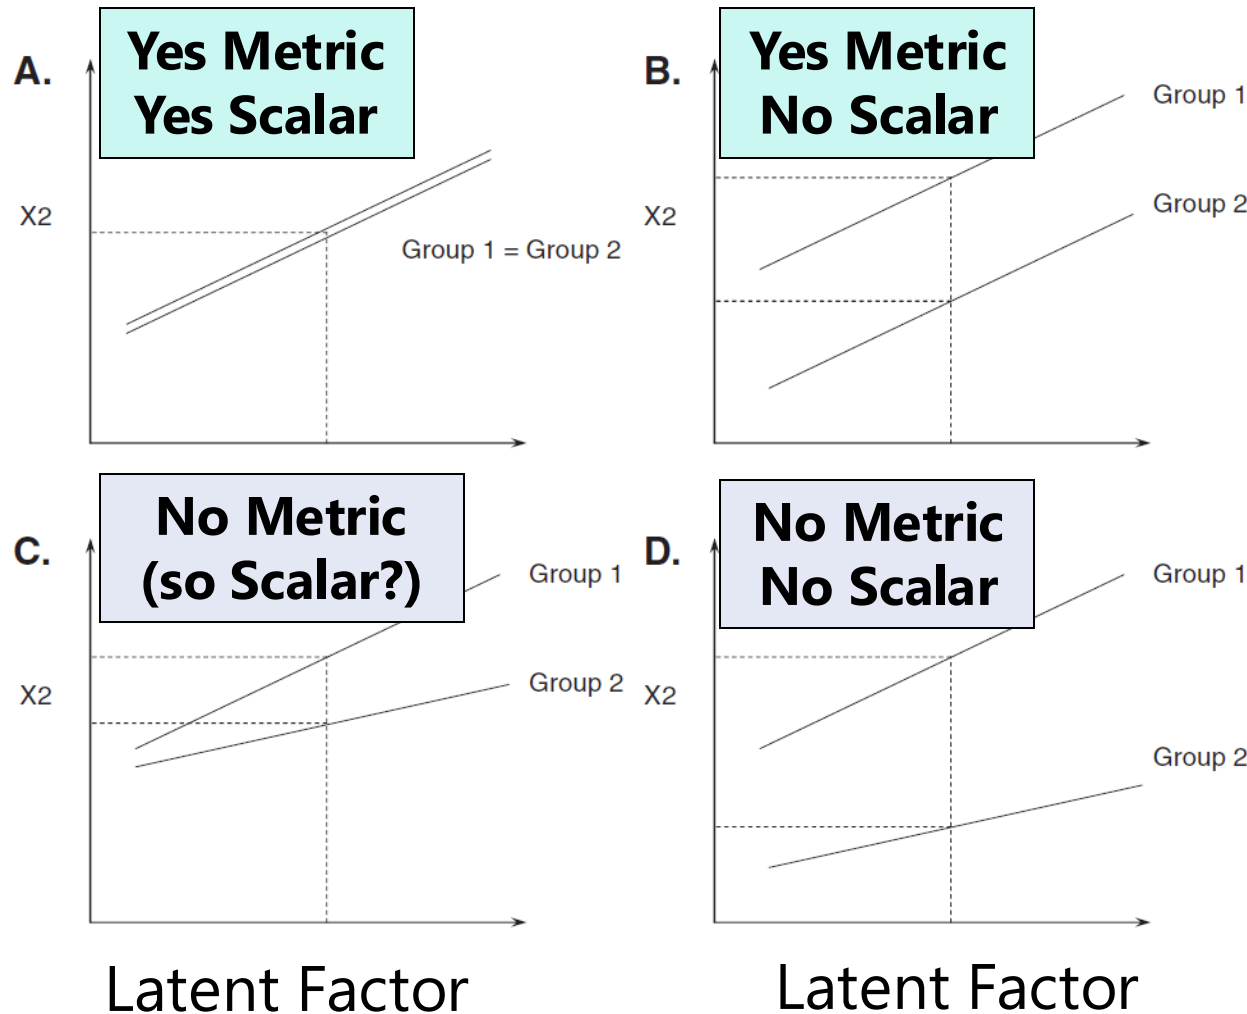 A.
Yes Metric
Yes Scalar
X2
Group 1 = Group 2
B.
Yes Metric
No Scalar
X2
Group 1
Group 2
C.
No Metric
(so Scalar?)
X2
Group 1
Group 2
D.
No Metric
No Scalar
X2
Group 1
Group 2
Latent Factor
Latent Factor